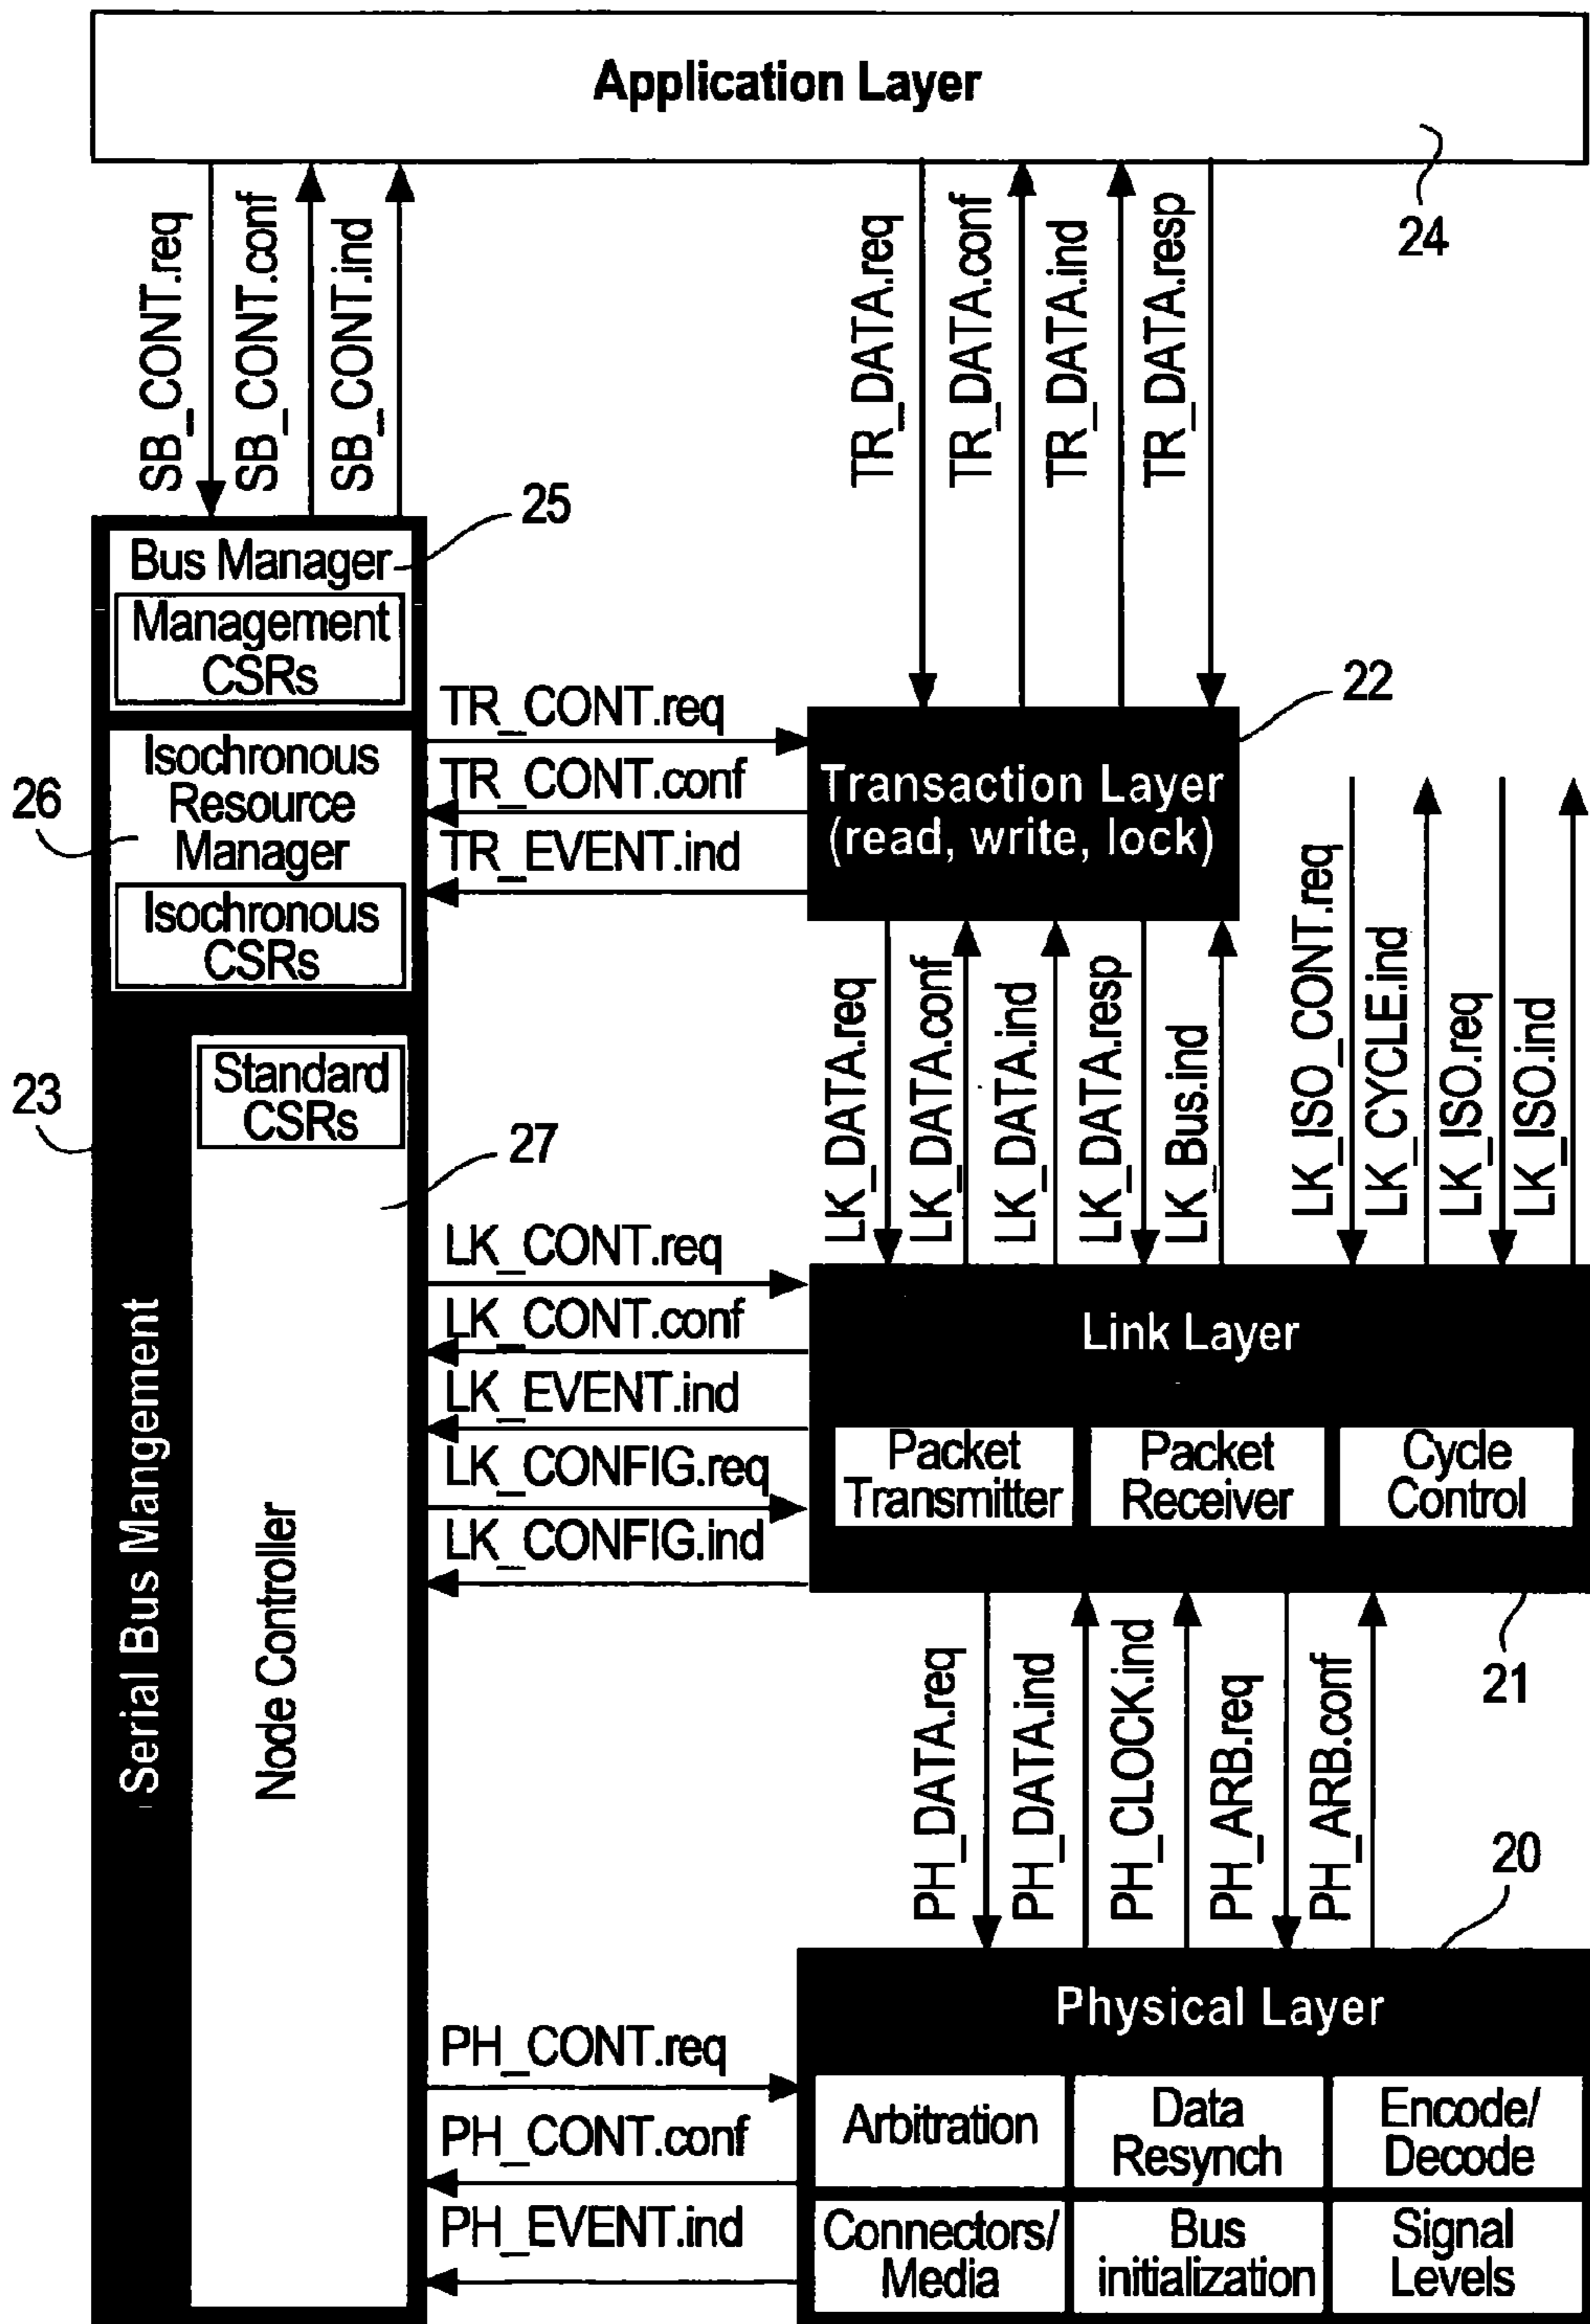 Application Layer
24
SB_CONT.req
SB_CONT.conf
SB_CONT.ind
TR_DATA.req
TR_DATA.conf
TR_DATA.ind
TR_DATA.resp
25
Bus Manager
Management
CSRs
Isochronous
Resource
Manager
26
Isochronous
CSRs
TR_CONT.req
TR_CONT.conf
TR_EVENT.ind
22
Transaction Layer
(read, write, lock)
LK_DATA.req
LK_DATA.conf
LK_DATA.ind
LK_DATA.resp
LK_Bus.ind
LK_ISO_CONT.req
LK_CYCLE.ind
LK_ISO.req
LK_ISO.ind
23
Standard
CSRs
27
Serial Bus Mangement
Node Controller
LK_CONT.req
LK_CONT.conf
LK_EVENT.ind
LK_CONFIG.req
LK_CONFIG.ind
Link Layer
Packet
Transmitter
Packet
Receiver
Cycle
Control
21
PH_DATA.req
PH_DATA.ind
PH_CLOCK.ind
PH_ARB.req
PH_ARB.conf
20
PH_CONT.req
PH_CONT.conf
PH_EVENT.ind
Physical Layer
Arbitration
Data
Resynch
Encode/
Decode
Connectors/
Media
Bus
initialization
Signal
Levels